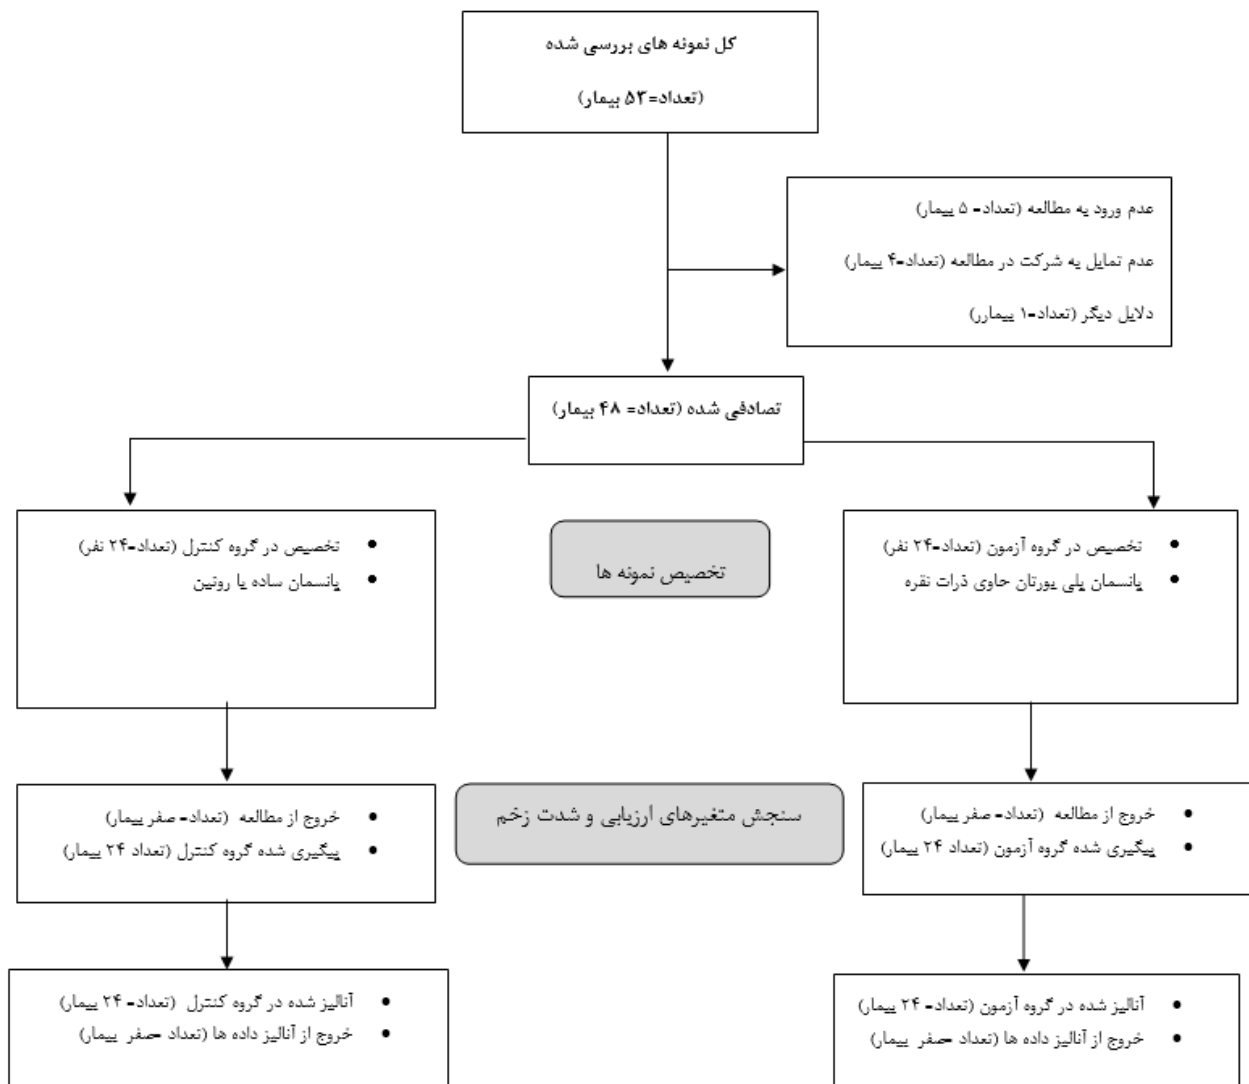 کل نمونه های بررسی شده
(تعداد=۵۳ بیمار)
عدم ورود به مطالعه (تعداد- ۵ بیمار)
عدم تمایل به شرکت در مطالعه (تعداد-۴ بیمار)
دلایل دیگر (تعداد-۱ بیمارر)
تصادفی شده (تعداد= ۴۸ بیمار)
• تخصیص در گروه آزمون (تعداد-۲۴ نفر)
• پانسمان پلی یورتان حاوی ذرات نقره
تخصیص نمونه ها
• تخصیص در گروه کنترل (تعداد-۲۴ نفر)
• پانسمان ساده یا روتین
• خروج از مطالعه (تعداد- صفر بیمار)
• پیگیری شده گروه آزمون (تعداد ۲۴ بیمار)
سنجش متغیرهای ارزیابی و شدت زخم
• خروج از مطالعه (تعداد- صفر بیمار)
• پیگیری شده گروه کنترل (تعداد ۲۴ بیمار)
• آنالیز شده در گروه آزمون (تعداد- ۲۴ بیمار)
• خروج از آنالیز داده ها (تعداد -صفر بیمار)
• آنالیز شده در گروه کنترل (تعداد- ۲۴ بیمار)
• خروج از آنالیز داده ها (تعداد -صفر بیمار)